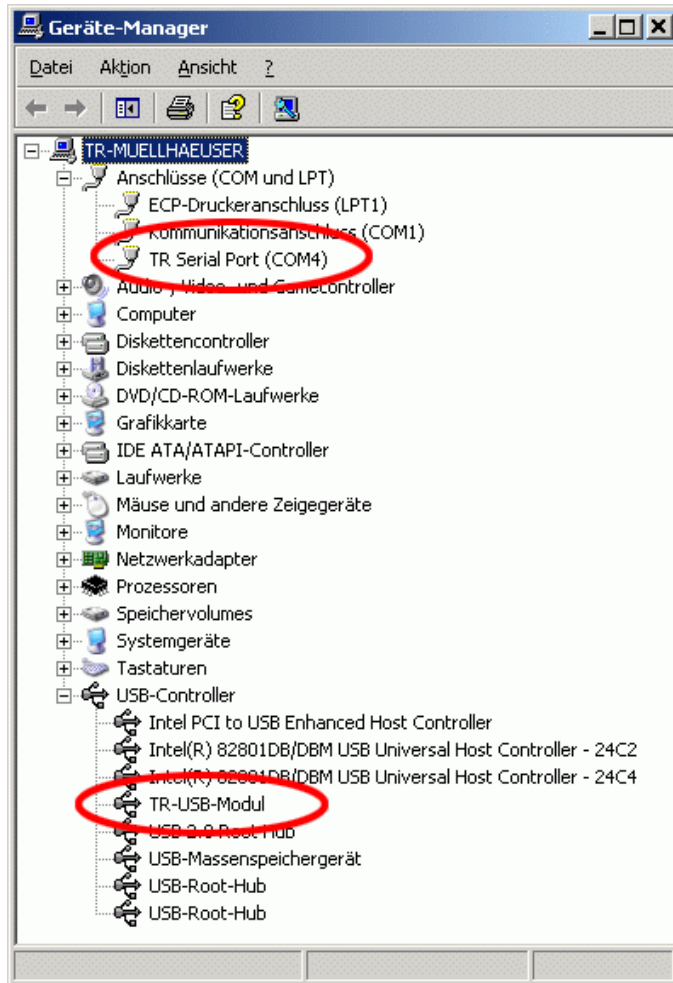 Geräte-Manager
Datei Aktion Ansicht ?
TR-MUELLHAEUSER
Anschlüsse (COM und LPT)
ECP-Druckeranschluss (LPT1)
Kommunikationsanschluss (COM1)
TR Serial Port (COM4)
Audio-, Video- und Gamecontroller
Computer
Diskettencontroller
Diskettenlaufwerke
DVD/CD-ROM-Laufwerke
Grafikkarte
IDE ATA/ATAPI-Controller
Laufwerke
Mäuse und andere Zeigegeräte
Monitore
Netzwerkadapter
Prozessoren
Speichervolumes
Systemgeräte
Tastaturen
USB-Controller
Intel PCI to USB Enhanced Host Controller
Intel(R) 82801DB/DBM USB Universal Host Controller - 24C2
Intel(R) 82801DB/DBM USB Universal Host Controller - 24C4
TR-USB-Modul
USB 2.0 Root Hub
USB-Massenspeichergerät
USB-Root-Hub
USB-Root-Hub